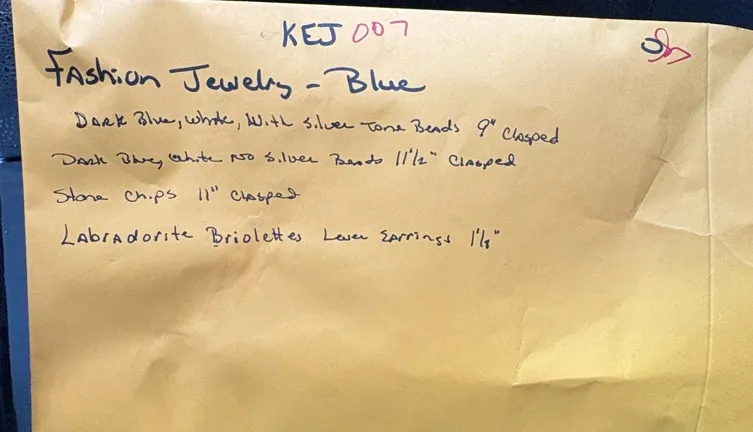 KEJ 007
Fashion Jewelry - Blue
Dark Blue, White, With Silver Tone Beads 9" Clasped
Dark Blue, White No Silver Beads 11 1/2" Clasped
Stone Chips 11" Clasped
Labradorite Briolettes Lever Earrings 1 1/8"